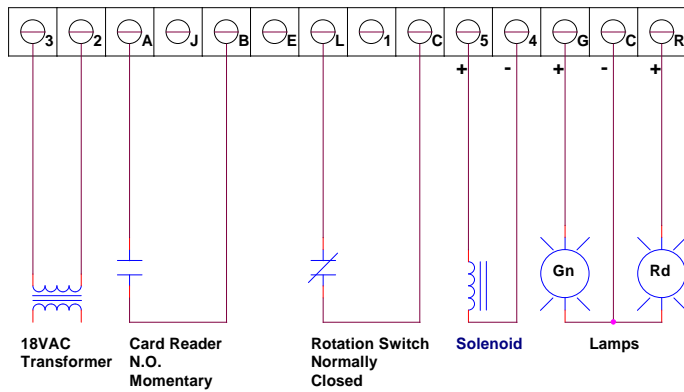 3 2 A J B E L 1 C 5 4 G C R
+ - + - +
Gn Rd
18VAC
Transformer
Card Reader
N.O.
Momentary
Rotation Switch
Normally
Closed
Solenoid
Lamps